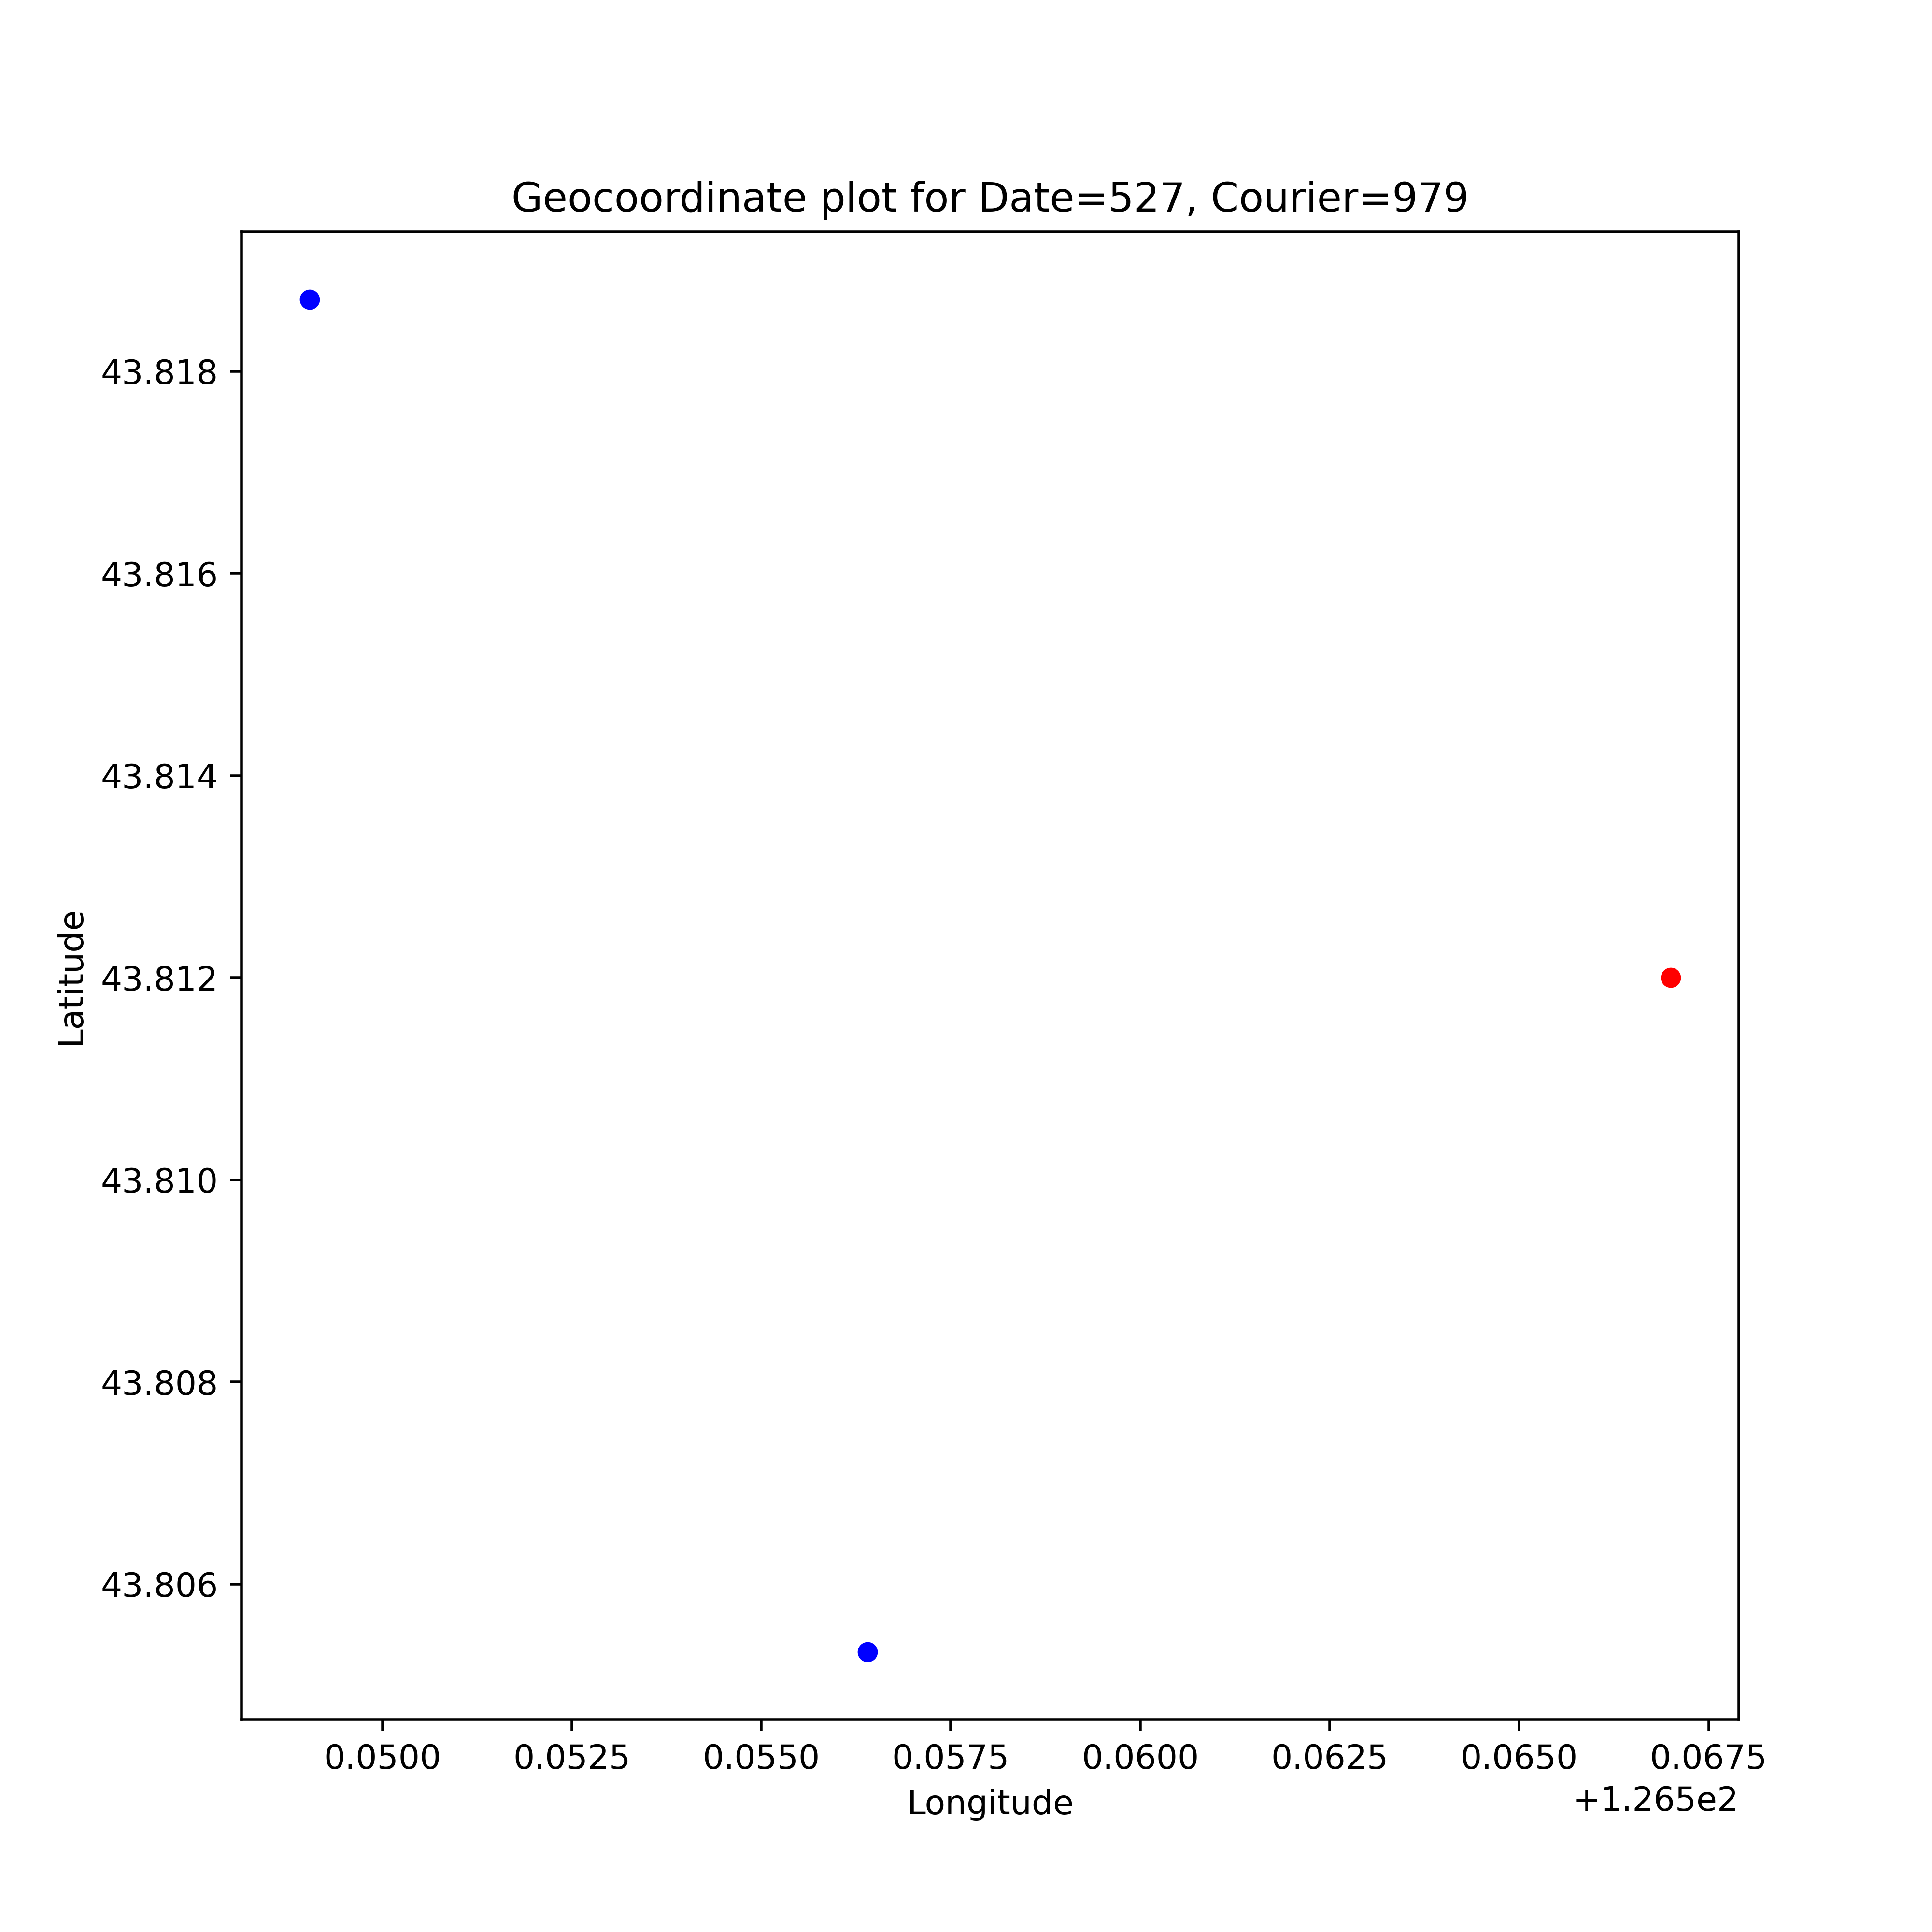 Geocoordinate plot for Date=527, Courier=979
43.818
43.816
43.814
43.812
43.810
43.808
43.806
Latitude
0.0500 0.0525 0.0550 0.0575 0.0600 0.0625 0.0650 0.0675
Longitude
+1.265e2